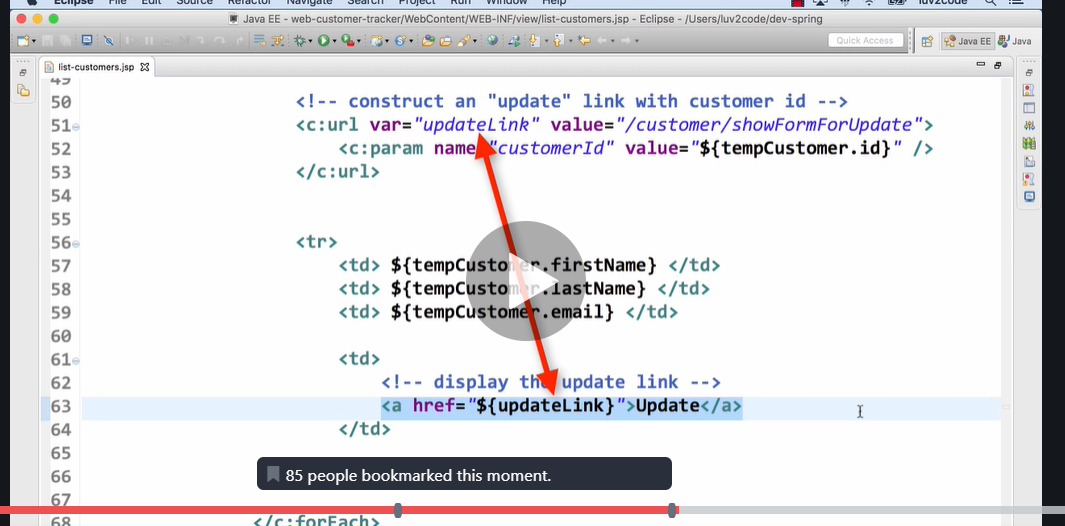 Eclipse File Edit Source Refactor Navigate Search Project Run Window Help luv2code
Java EE - web-customer-tracker/WebContent/WEB-INF/view/list-customers.jsp - Eclipse - /Users/luv2code/dev-spring
Quick Access Java EE Java
list-customers.jsp
49
50 <!-- construct an "update" link with customer id -->
51 <c:url var="updateLink" value="/customer/showFormForUpdate">
52 <c:param name="customerId" value="${tempCustomer.id}" />
53 </c:url>
54
55
56 <tr>
57 <td> ${tempCustomer.firstName} </td>
58 <td> ${tempCustomer.lastName} </td>
59 <td> ${tempCustomer.email} </td>
60
61 <td>
62 <!-- display the update link -->
63 <a href="${updateLink}">Update</a>
64 </td>
65
85 people bookmarked this moment.
66
67
68 </c:forEach>